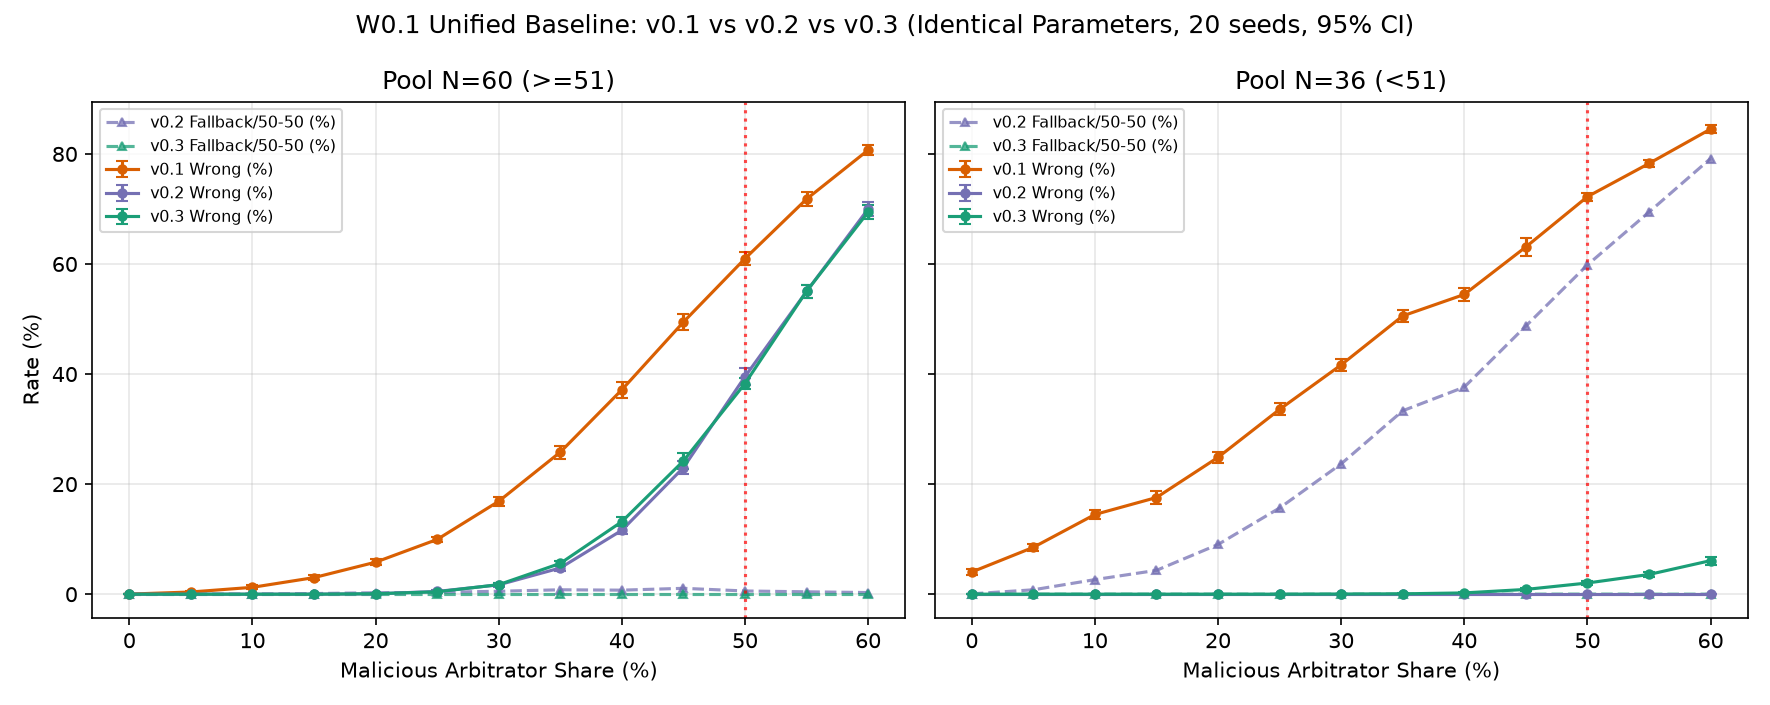 W0.1 Unified Baseline: v0.1 vs v0.2 vs v0.3 (Identical Parameters, 20 seeds, 95% CI)
Pool N=60 (>=51)
v0.2 Fallback/50-50 (%)
v0.3 Fallback/50-50 (%)
v0.1 Wrong (%)
v0.2 Wrong (%)
v0.3 Wrong (%)
Rate (%)
80
60
40
20
0
0 10 20 30 40 50 60
Malicious Arbitrator Share (%)
Pool N=36 (<51)
v0.2 Fallback/50-50 (%)
v0.3 Fallback/50-50 (%)
v0.1 Wrong (%)
v0.2 Wrong (%)
v0.3 Wrong (%)
0 10 20 30 40 50 60
Malicious Arbitrator Share (%)